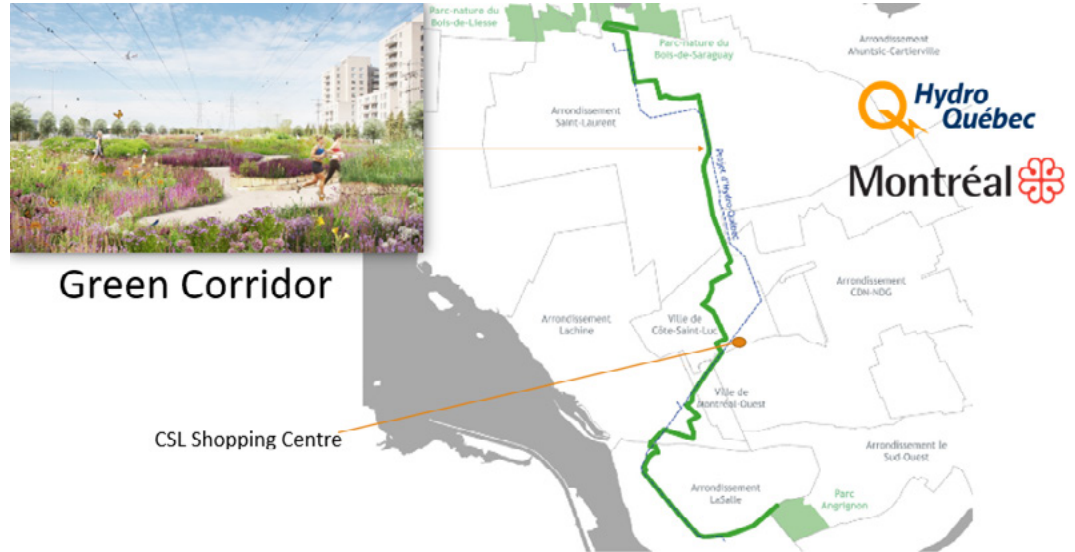 Parc-nature du
Bois-de-Liesse
Parc-nature du
Bois-de-Saraguay
Arrondissement
Ahuntsic-Cartierville
Hydro
Québec
Arrondissement
Saint-Laurent
Montréal
Projet d'Hydro-Québec
Green Corridor
Arrondissement
CDN-NDG
Arrondissement
Lachine
Ville de
Côte-Saint-Luc
CSL Shopping Centre
Ville de
Montréal-Ouest
Arrondissement le
Sud-Ouest
Arrondissement
LaSalle
Parc
Angrignon